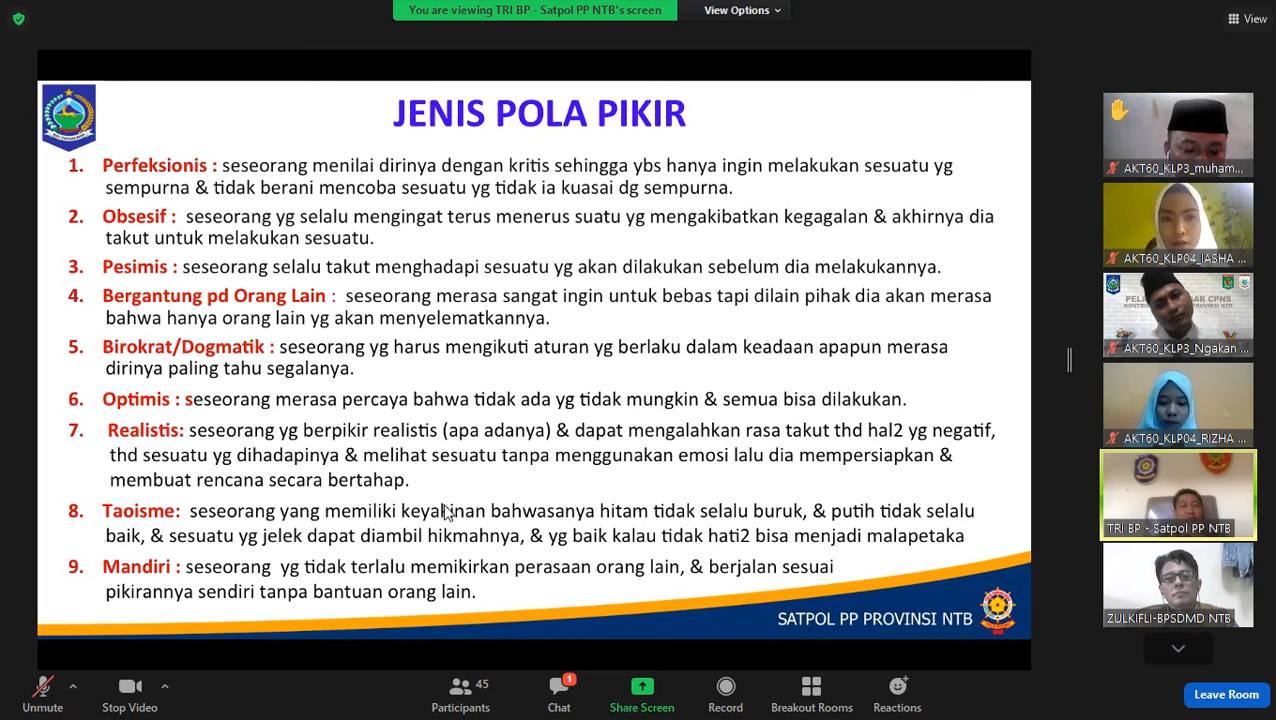 You are viewing TRI BP - Satpol PP NTB's screen
View Options
View
JENIS POLA PIKIR
1. Perfeksionis : seseorang menilai dirinya dengan kritis sehingga ybs hanya ingin melakukan sesuatu yg
sempurna & tidak berani mencoba sesuatu yg tidak ia kuasai dg sempurna.
2. Obsesif : seseorang yg selalu mengingat terus menerus suatu yg mengakibatkan kegagalan & akhirnya dia
takut untuk melakukan sesuatu.
3. Pesimis : seseorang selalu takut menghadapi sesuatu yg akan dilakukan sebelum dia melakukannya.
4. Bergantung pd Orang Lain : seseorang merasa sangat ingin untuk bebas tapi dilain pihak dia akan merasa
bahwa hanya orang lain yg akan menyelematkannya.
5. Birokrat/Dogmatik : seseorang yg harus mengikuti aturan yg berlaku dalam keadaan apapun merasa
dirinya paling tahu segalanya.
6. Optimis : seseorang merasa percaya bahwa tidak ada yg tidak mungkin & semua bisa dilakukan.
7. Realistis: seseorang yg berpikir realistis (apa adanya) & dapat mengalahkan rasa takut thd hal2 yg negatif,
thd sesuatu yg dihadapinya & melihat sesuatu tanpa menggunakan emosi lalu dia mempersiapkan &
membuat rencana secara bertahap.
8. Taoisme: seseorang yang memiliki keyakinan bahwasanya hitam tidak selalu buruk, & putih tidak selalu
baik, & sesuatu yg jelek dapat diambil hikmahnya, & yg baik kalau tidak hati2 bisa menjadi malapetaka
9. Mandiri : seseorang yg tidak terlalu memikirkan perasaan orang lain, & berjalan sesuai
pikirannya sendiri tanpa bantuan orang lain.
SATPOL PP PROVINSI NTB
AKT60_KLP3_muham...
AKT60_KLP04_IASHA ...
AKT60_KLP3_Ngakan ...
AKT60_KLP04_RIZHA ...
TRI BP - Satpol PP NTB
ZULKIFLI-BPSDMD NTB
Unmute
Stop Video
45
Participants
1
Chat
Share Screen
Record
Breakout Rooms
Reactions
Leave Room